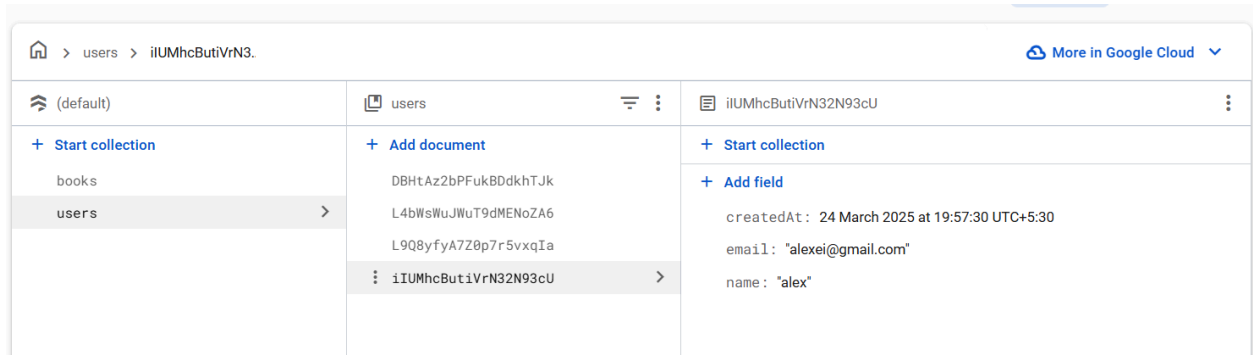 users iIUMhcButiVrN3..
More in Google Cloud
(default)
users
iIUMhcButiVrN32N93cU
+ Start collection
+ Add document
+ Start collection
books
users
DBHtAz2bPFukBDdkhTJk
L4bWsWuJWuT9dMENoZA6
L9Q8yfyA7Z0p7r5vxqIa
iIUMhcButiVrN32N93cU
+ Add field
createdAt: 24 March 2025 at 19:57:30 UTC+5:30
email: "alexei@gmail.com"
name: "alex"